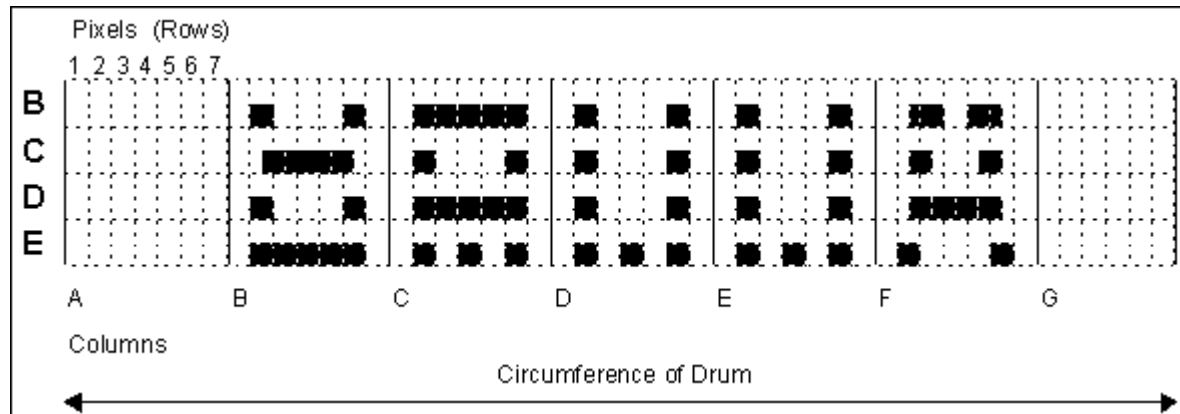 Pixels (Rows)
1 2 3 4 5 6 7
B
C
D
E
A B C D E F G
Columns
Circumference of Drum